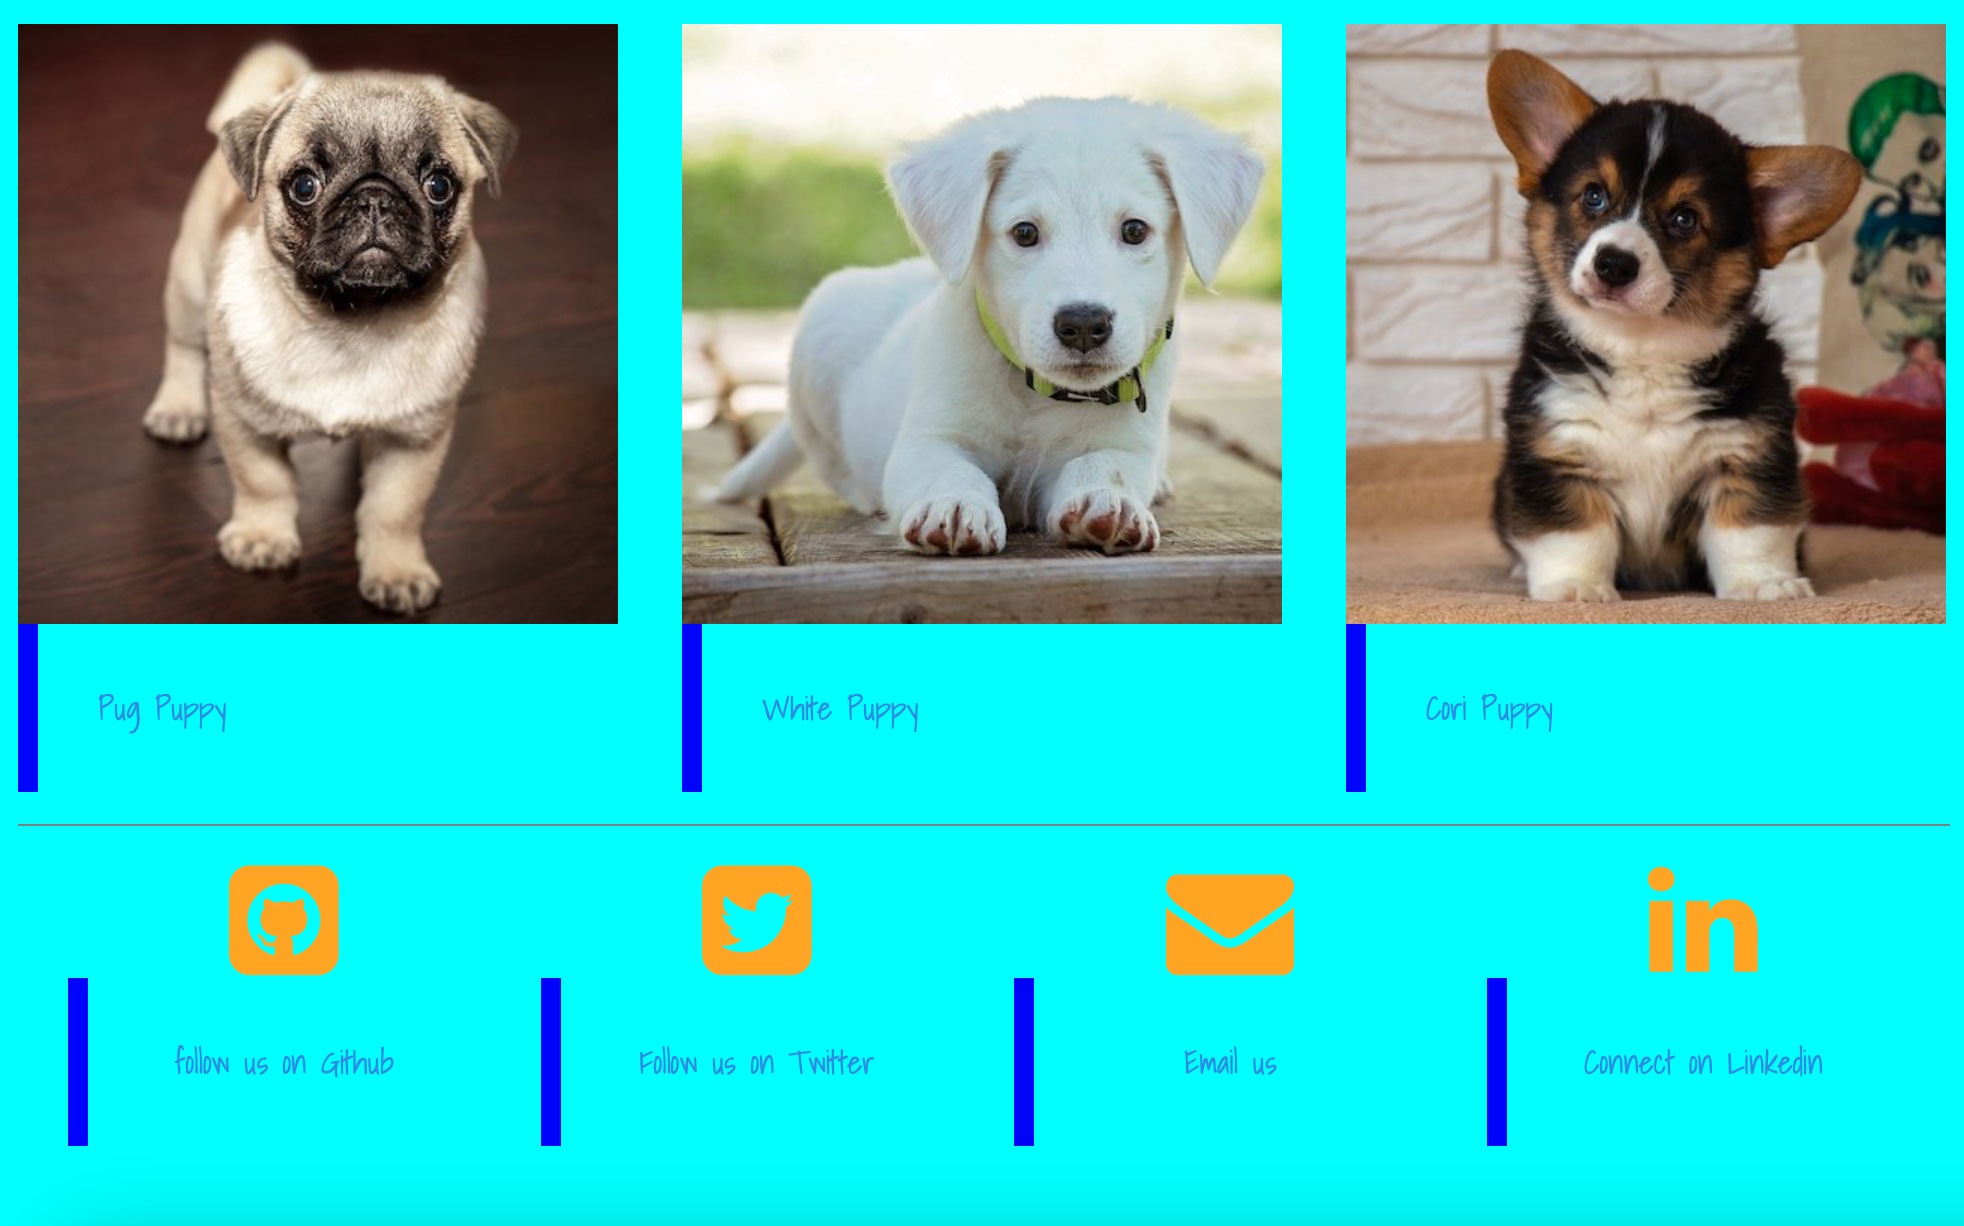 Pug Puppy
White Puppy
Cori Puppy
in
follow us on Github
Follow us on Twitter
Email us
Connect on Linkedin